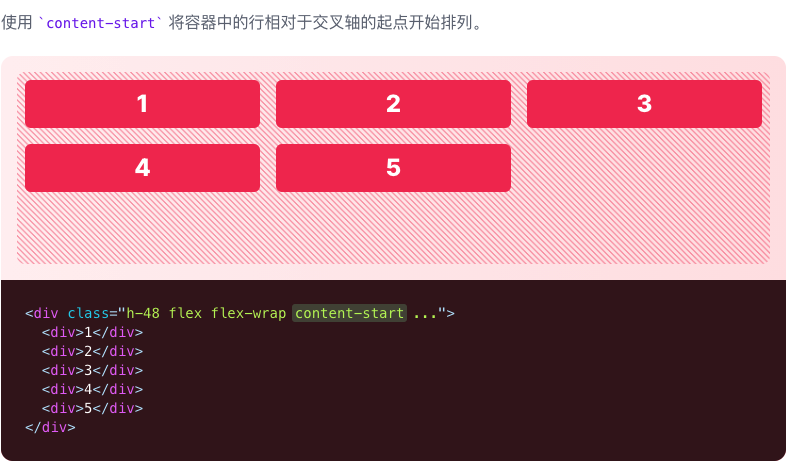 使用 `content-start` 将容器中的行相对于交叉轴的起点开始排列。
1 2 3
4 5
<div class="h-48 flex flex-wrap content-start ...">
  <div>1</div>
  <div>2</div>
  <div>3</div>
  <div>4</div>
  <div>5</div>
</div>